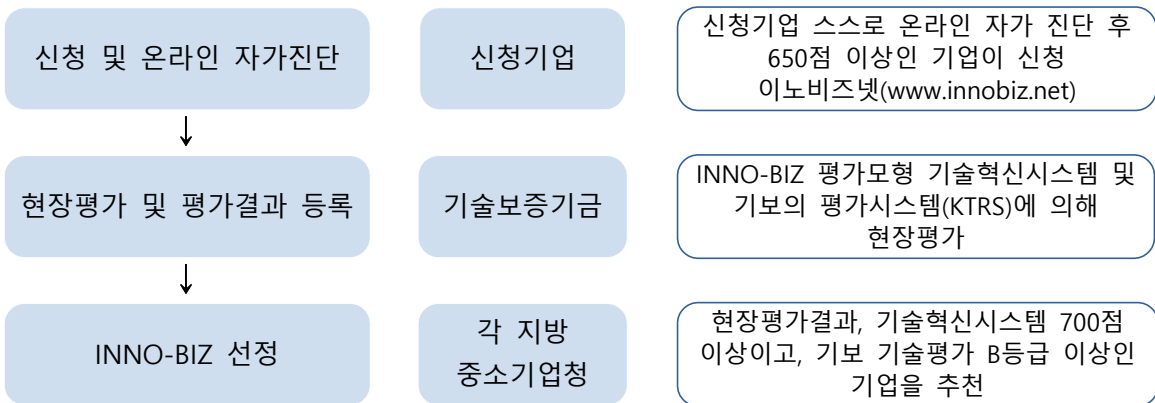 신청 및 온라인 자가진단
신청기업
신청기업 스스로 온라인 자가 진단 후
650점 이상인 기업이 신청
이노비즈넷(www.innobiz.net)
현장평가 및 평가결과 등록
기술보증기금
INNO-BIZ 평가모형 기술혁신시스템 및
기보의 평가시스템(KTRS)에 의해
현장평가
INNO-BIZ 선정
각 지방
중소기업청
현장평가결과, 기술혁신시스템 700점
이상이고, 기보 기술평가 B등급 이상인
기업을 추천